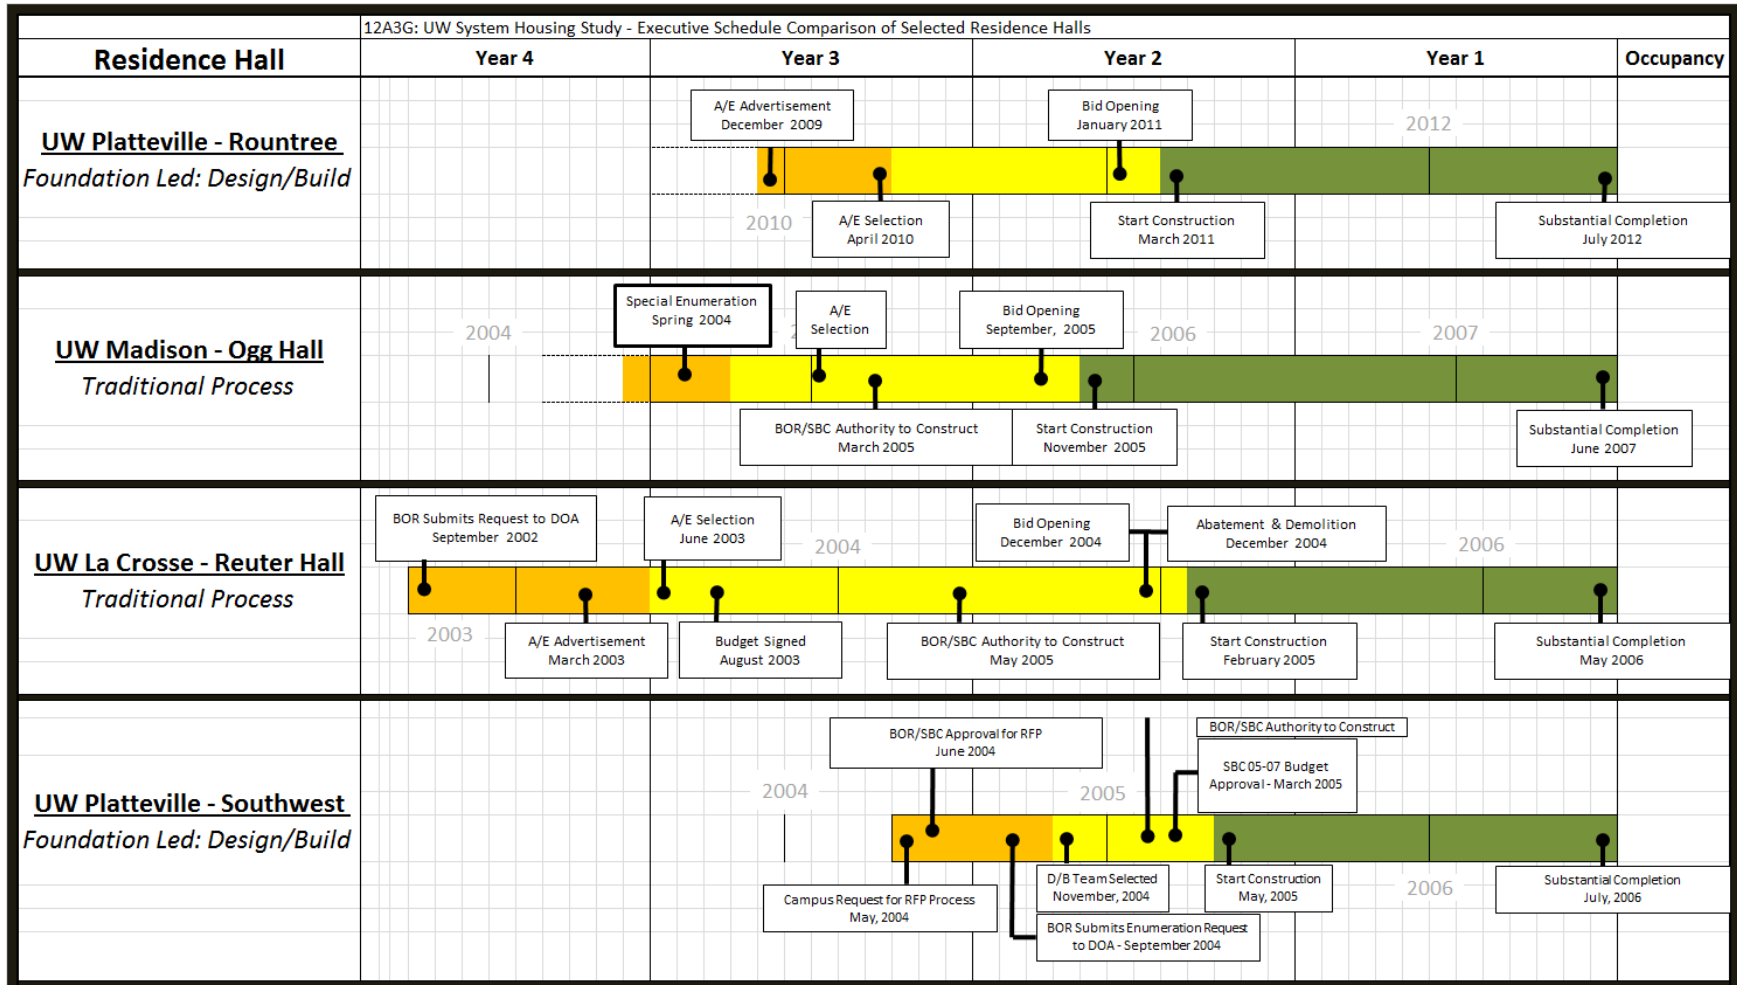 12A3G: UW System Housing Study - Executive Schedule Comparison of Selected Residence Halls
Residence Hall
Year 4
Year 3
Year 2
Year 1
Occupancy
UW Platteville - Rountree
Foundation Led: Design/Build
A/E Advertisement
December 2009
Bid Opening
January 2011
2012
2010
A/E Selection
April 2010
Start Construction
March 2011
Substantial Completion
July 2012
UW Madison - Ogg Hall
Traditional Process
2004
Special Enumeration
Spring 2004
A/E
Selection
Bid Opening
September, 2005
2006
2007
BOR/SBC Authority to Construct
March 2005
Start Construction
November 2005
Substantial Completion
June 2007
UW La Crosse - Reuter Hall
Traditional Process
BOR Submits Request to DOA
September 2002
A/E Selection
June 2003
2004
Bid Opening
December 2004
Abatement & Demolition
December 2004
2006
2003
A/E Advertisement
March 2003
Budget Signed
August 2003
BOR/SBC Authority to Construct
May 2005
Start Construction
February 2005
Substantial Completion
May 2006
UW Platteville - Southwest
Foundation Led: Design/Build
2004
BOR/SBC Approval for RFP
June 2004
2005
BOR/SBC Authority to Construct
SBC 05-07 Budget
Approval - March 2005
Campus Request for RFP Process
May, 2004
D/B Team Selected
November, 2004
BOR Submits Enumeration Request
to DOA - September 2004
Start Construction
May, 2005
2006
Substantial Completion
July, 2006